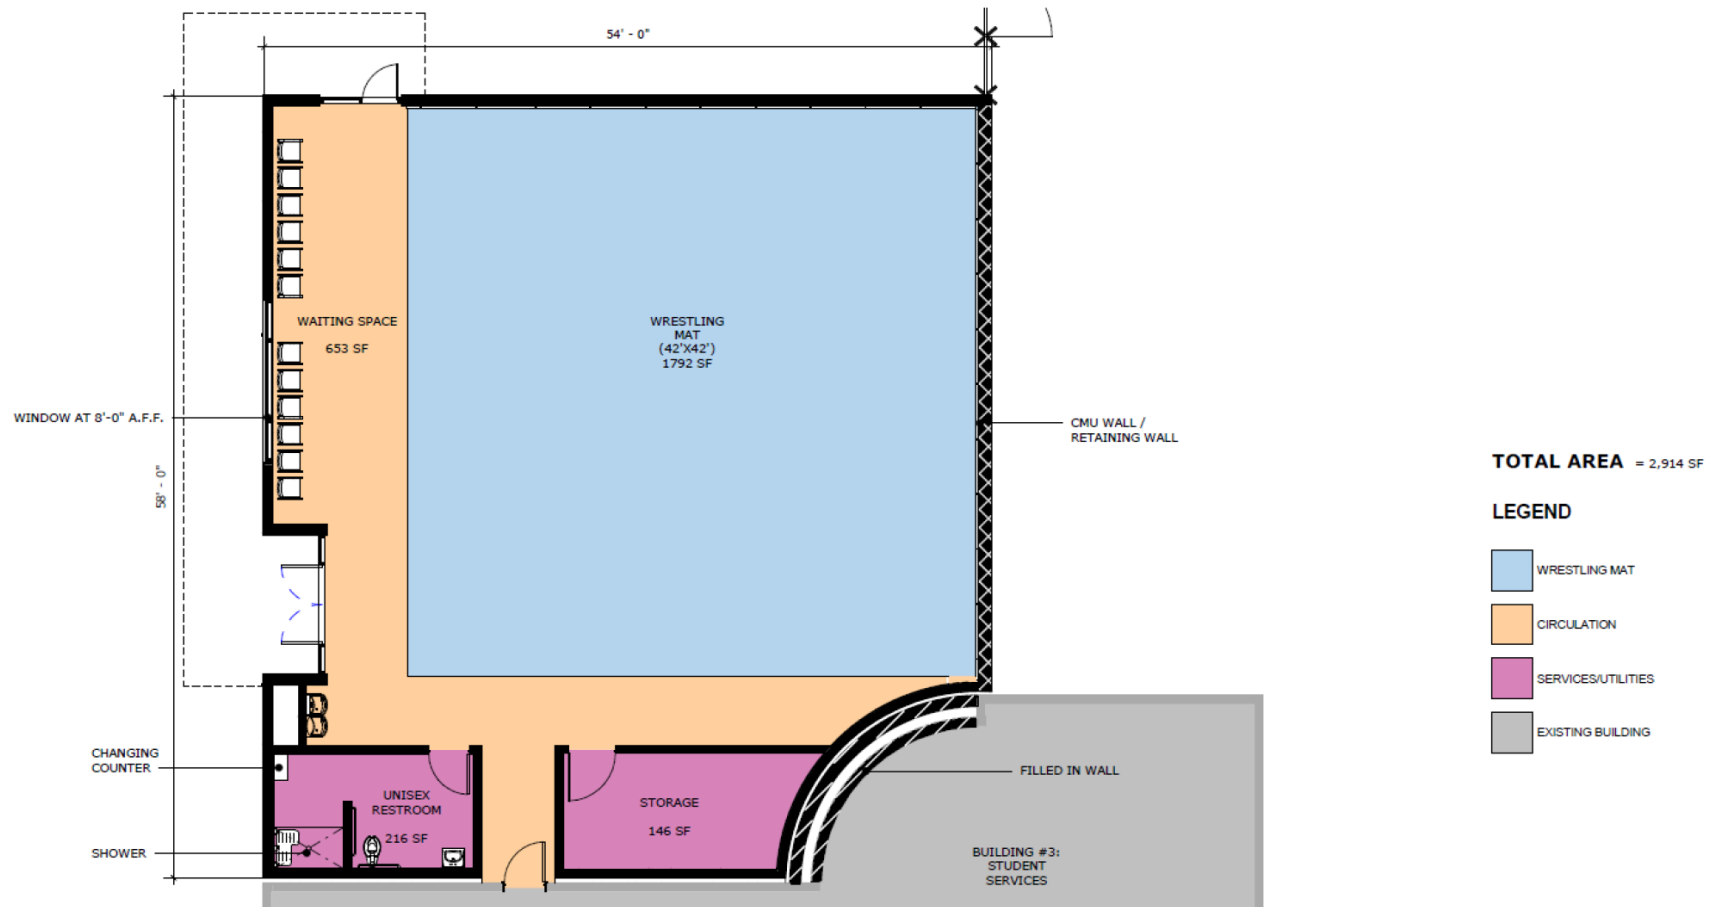 54' - 0"
WAITING SPACE
653 SF
WRESTLING
MAT
(42'X42')
1792 SF
WINDOW AT 8'-0" A.F.F.
58' - 0"
CMU WALL /
RETAINING WALL
TOTAL AREA = 2,914 SF
LEGEND
WRESTLING MAT
CIRCULATION
SERVICES/UTILITIES
EXISTING BUILDING
CHANGING
COUNTER
UNISEX
RESTROOM
216 SF
SHOWER
STORAGE
146 SF
FILLED IN WALL
BUILDING #3:
STUDENT
SERVICES